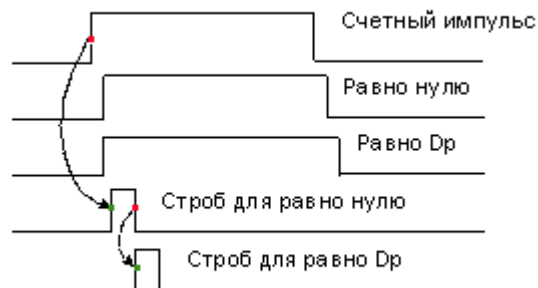 Счетный импульс
Равно нулю
Равно Dp
Строб для равно нулю
Строб для равно Dp